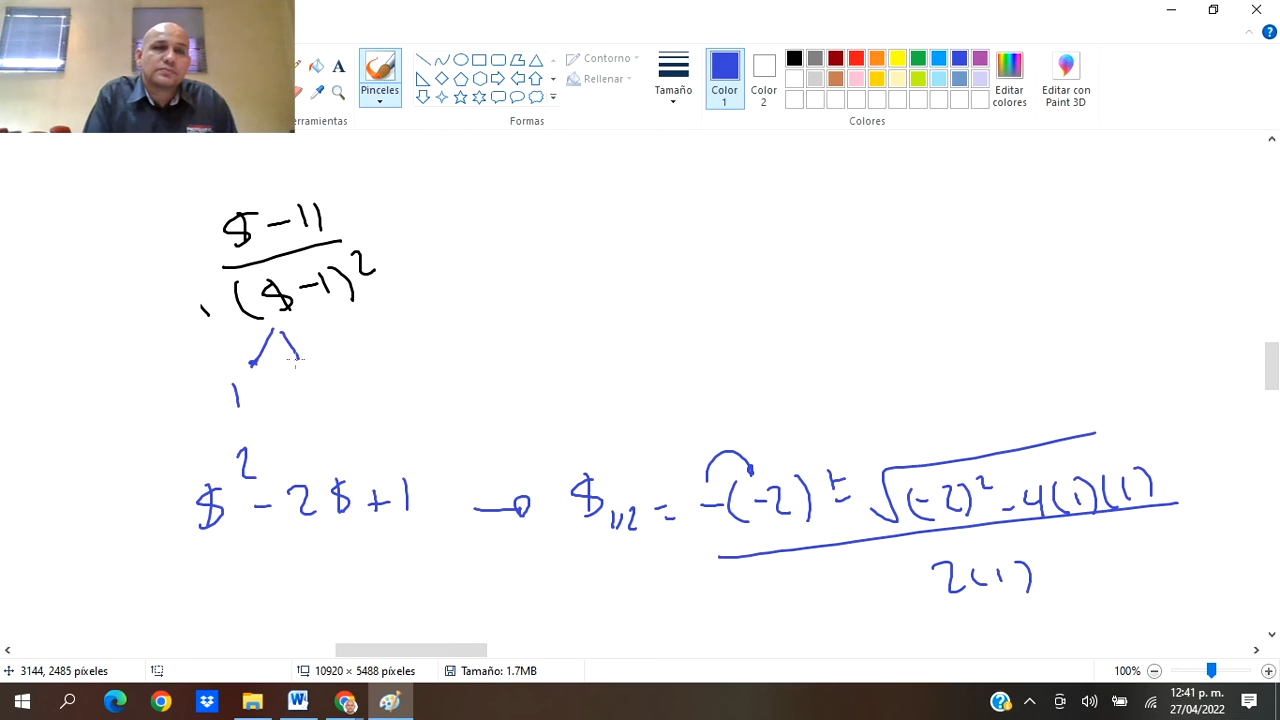 Contorno
Rellenar
Pinceles
Tamaño
Color 1
Color 2
Editar colores
Editar con Paint 3D
Formas
Colores
rramientas
s-11
(s-1)²
1
s² - 2s + 1 → s₁,₂ = -(-2) ± √(-2)² - 4(1)(1)
2(1)
3144, 2485 píxeles
10920 × 5488 píxeles
Tamaño: 1.7MB
100%
12:41 p. m.
27/04/2022